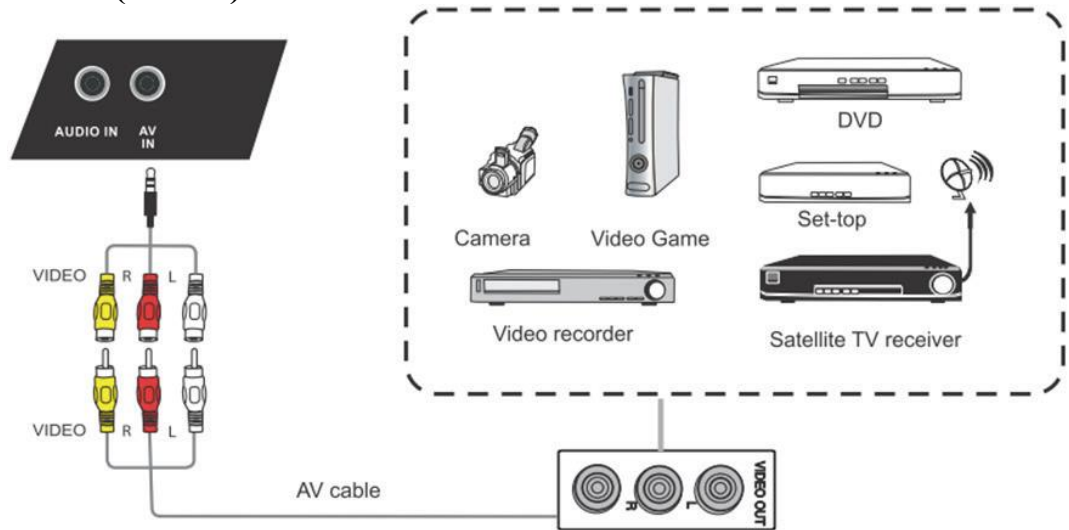 AUDIO IN
AV
IN
VIDEO R L
VIDEO R L
AV cable
Camera
Video Game
DVD
Set-top
Video recorder
Satellite TV receiver
R L VIDEO OUT